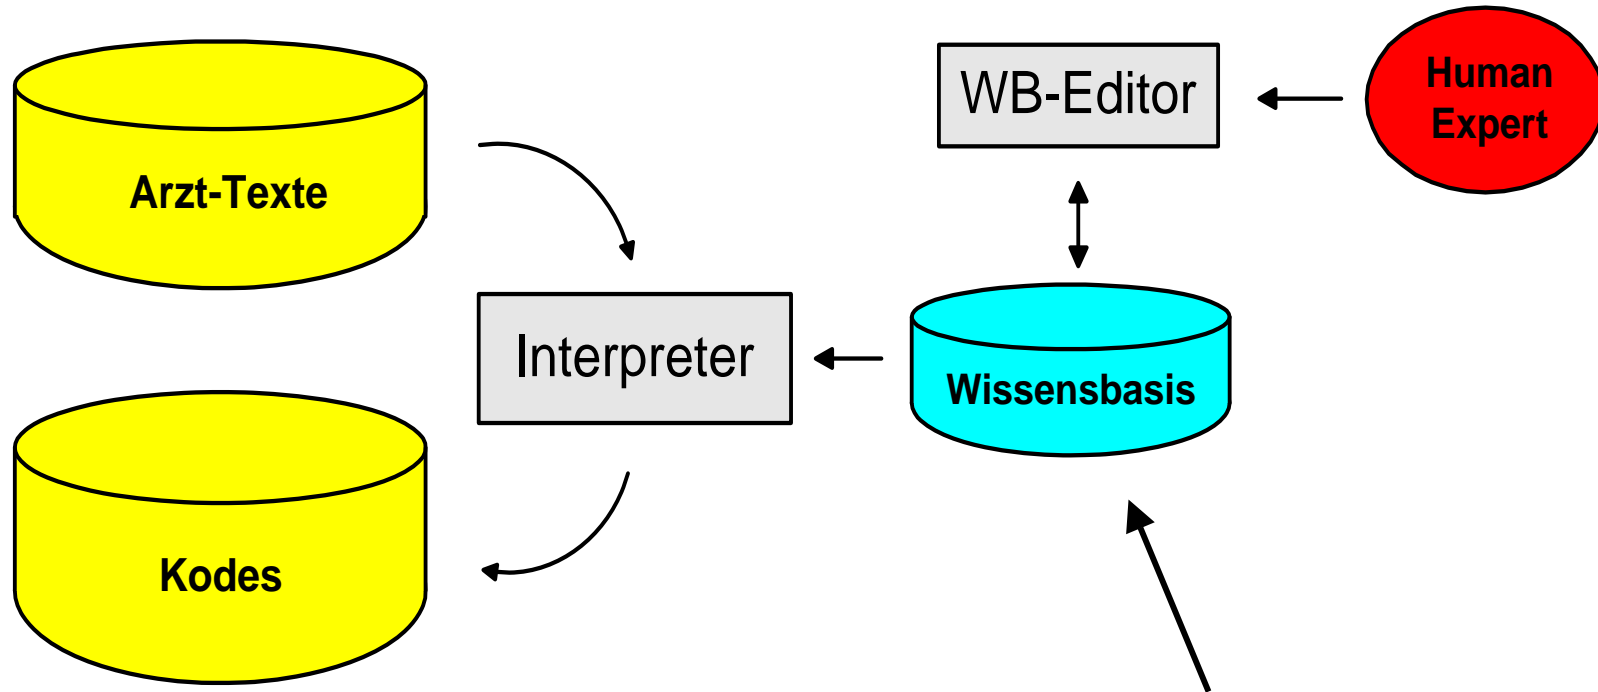 WB-Editor
Human
Expert
Arzt-Texte
Interpreter
Wissensbasis
Kodes